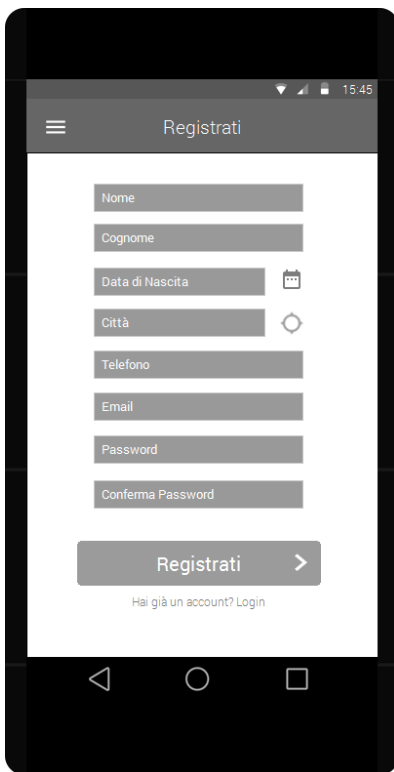 15:45
Registrati
Nome
Cognome
Data di Nascita
Città
Telefono
Email
Password
Conferma Password
Registrati
Hai già un account? Login